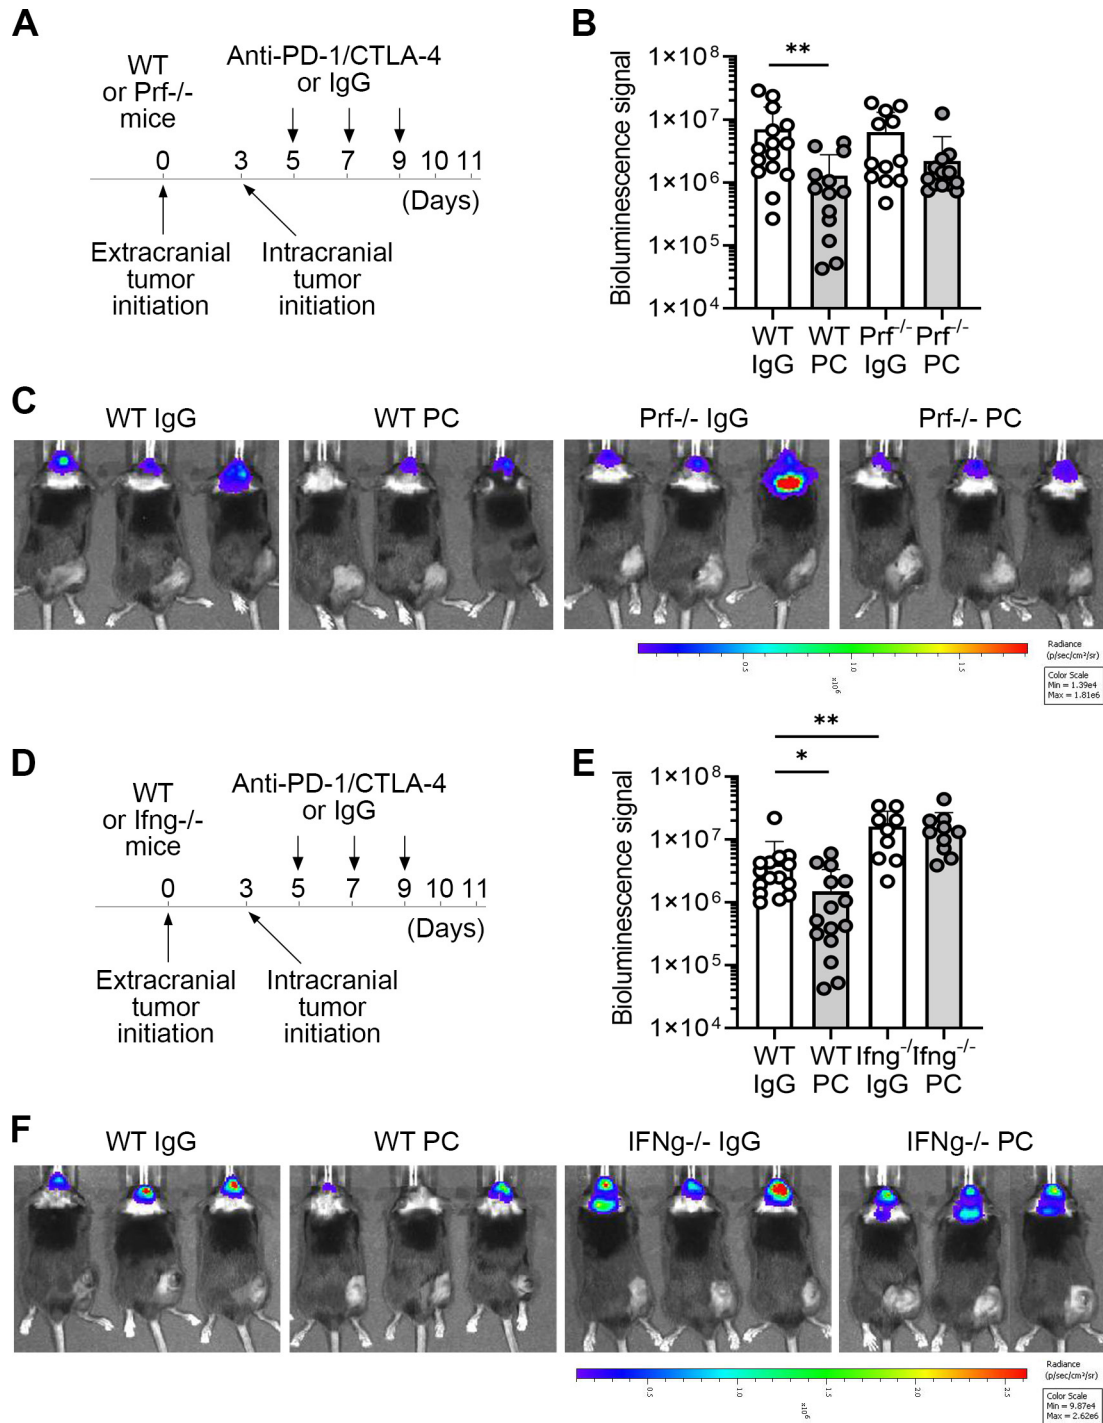 A
WT
or Prf-/-
mice
Anti-PD-1/CTLA-4
or IgG
0 3 5 7 9 10 11
(Days)
Extracranial
tumor
initiation
Intracranial
tumor
initiation
B
**
Bioluminescence signal
1×10⁸
1×10⁷
1×10⁶
1×10⁵
1×10⁴
WT
IgG
WT
PC
Prf⁻/⁻
IgG
Prf⁻/⁻
PC
C
WT IgG
WT PC
Prf-/- IgG
Prf-/- PC
0.5 1.0 1.5
x10⁶
Radiance
(p/sec/cm²/sr)
Color Scale
Min = 1.39e4
Max = 1.81e6
D
WT
or Ifng-/-
mice
Anti-PD-1/CTLA-4
or IgG
0 3 5 7 9 10 11
(Days)
Extracranial
tumor
initiation
Intracranial
tumor
initiation
E
**
*
Bioluminescence signal
1×10⁸
1×10⁷
1×10⁶
1×10⁵
1×10⁴
WT
IgG
WT
PC
Ifng⁻/⁻
IgG
Ifng⁻/⁻
PC
F
WT IgG
WT PC
IFNg-/- IgG
IFNg-/- PC
0.5 1.0 1.5 2.0 2.5
x10⁶
Radiance
(p/sec/cm²/sr)
Color Scale
Min = 9.87e4
Max = 2.62e6